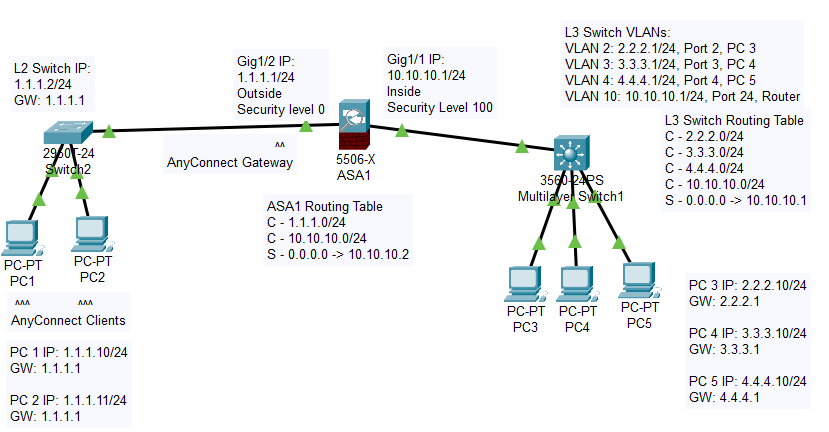 L3 Switch VLANs:
VLAN 2: 2.2.2.1/24, Port 2, PC 3
VLAN 3: 3.3.3.1/24, Port 3, PC 4
VLAN 4: 4.4.4.1/24, Port 4, PC 5
VLAN 10: 10.10.10.1/24, Port 24, Router
L2 Switch IP:
1.1.1.2/24
GW: 1.1.1.1
Gig1/2 IP:
1.1.1.1/24
Outside
Security level 0
Gig1/1 IP:
10.10.10.1/24
Inside
Security Level 100
L3 Switch Routing Table
C - 2.2.2.0/24
C - 3.3.3.0/24
C - 4.4.4.0/24
C - 10.10.10.0/24
S - 0.0.0.0 -> 10.10.10.1
2950T-24
Switch2
^^
AnyConnect Gateway
5506-X
ASA1
3560-24PS
Multilayer Switch1
ASA1 Routing Table
C - 1.1.1.0/24
C - 10.10.10.0/24
S - 0.0.0.0 -> 10.10.10.2
PC-PT
PC1
PC-PT
PC2
PC-PT
PC3
PC-PT
PC4
PC-PT
PC5
^^^ ^^^
AnyConnect Clients
PC 1 IP: 1.1.1.10/24
GW: 1.1.1.1
PC 2 IP: 1.1.1.11/24
GW: 1.1.1.1
PC 3 IP: 2.2.2.10/24
GW: 2.2.2.1
PC 4 IP: 3.3.3.10/24
GW: 3.3.3.1
PC 5 IP: 4.4.4.10/24
GW: 4.4.4.1